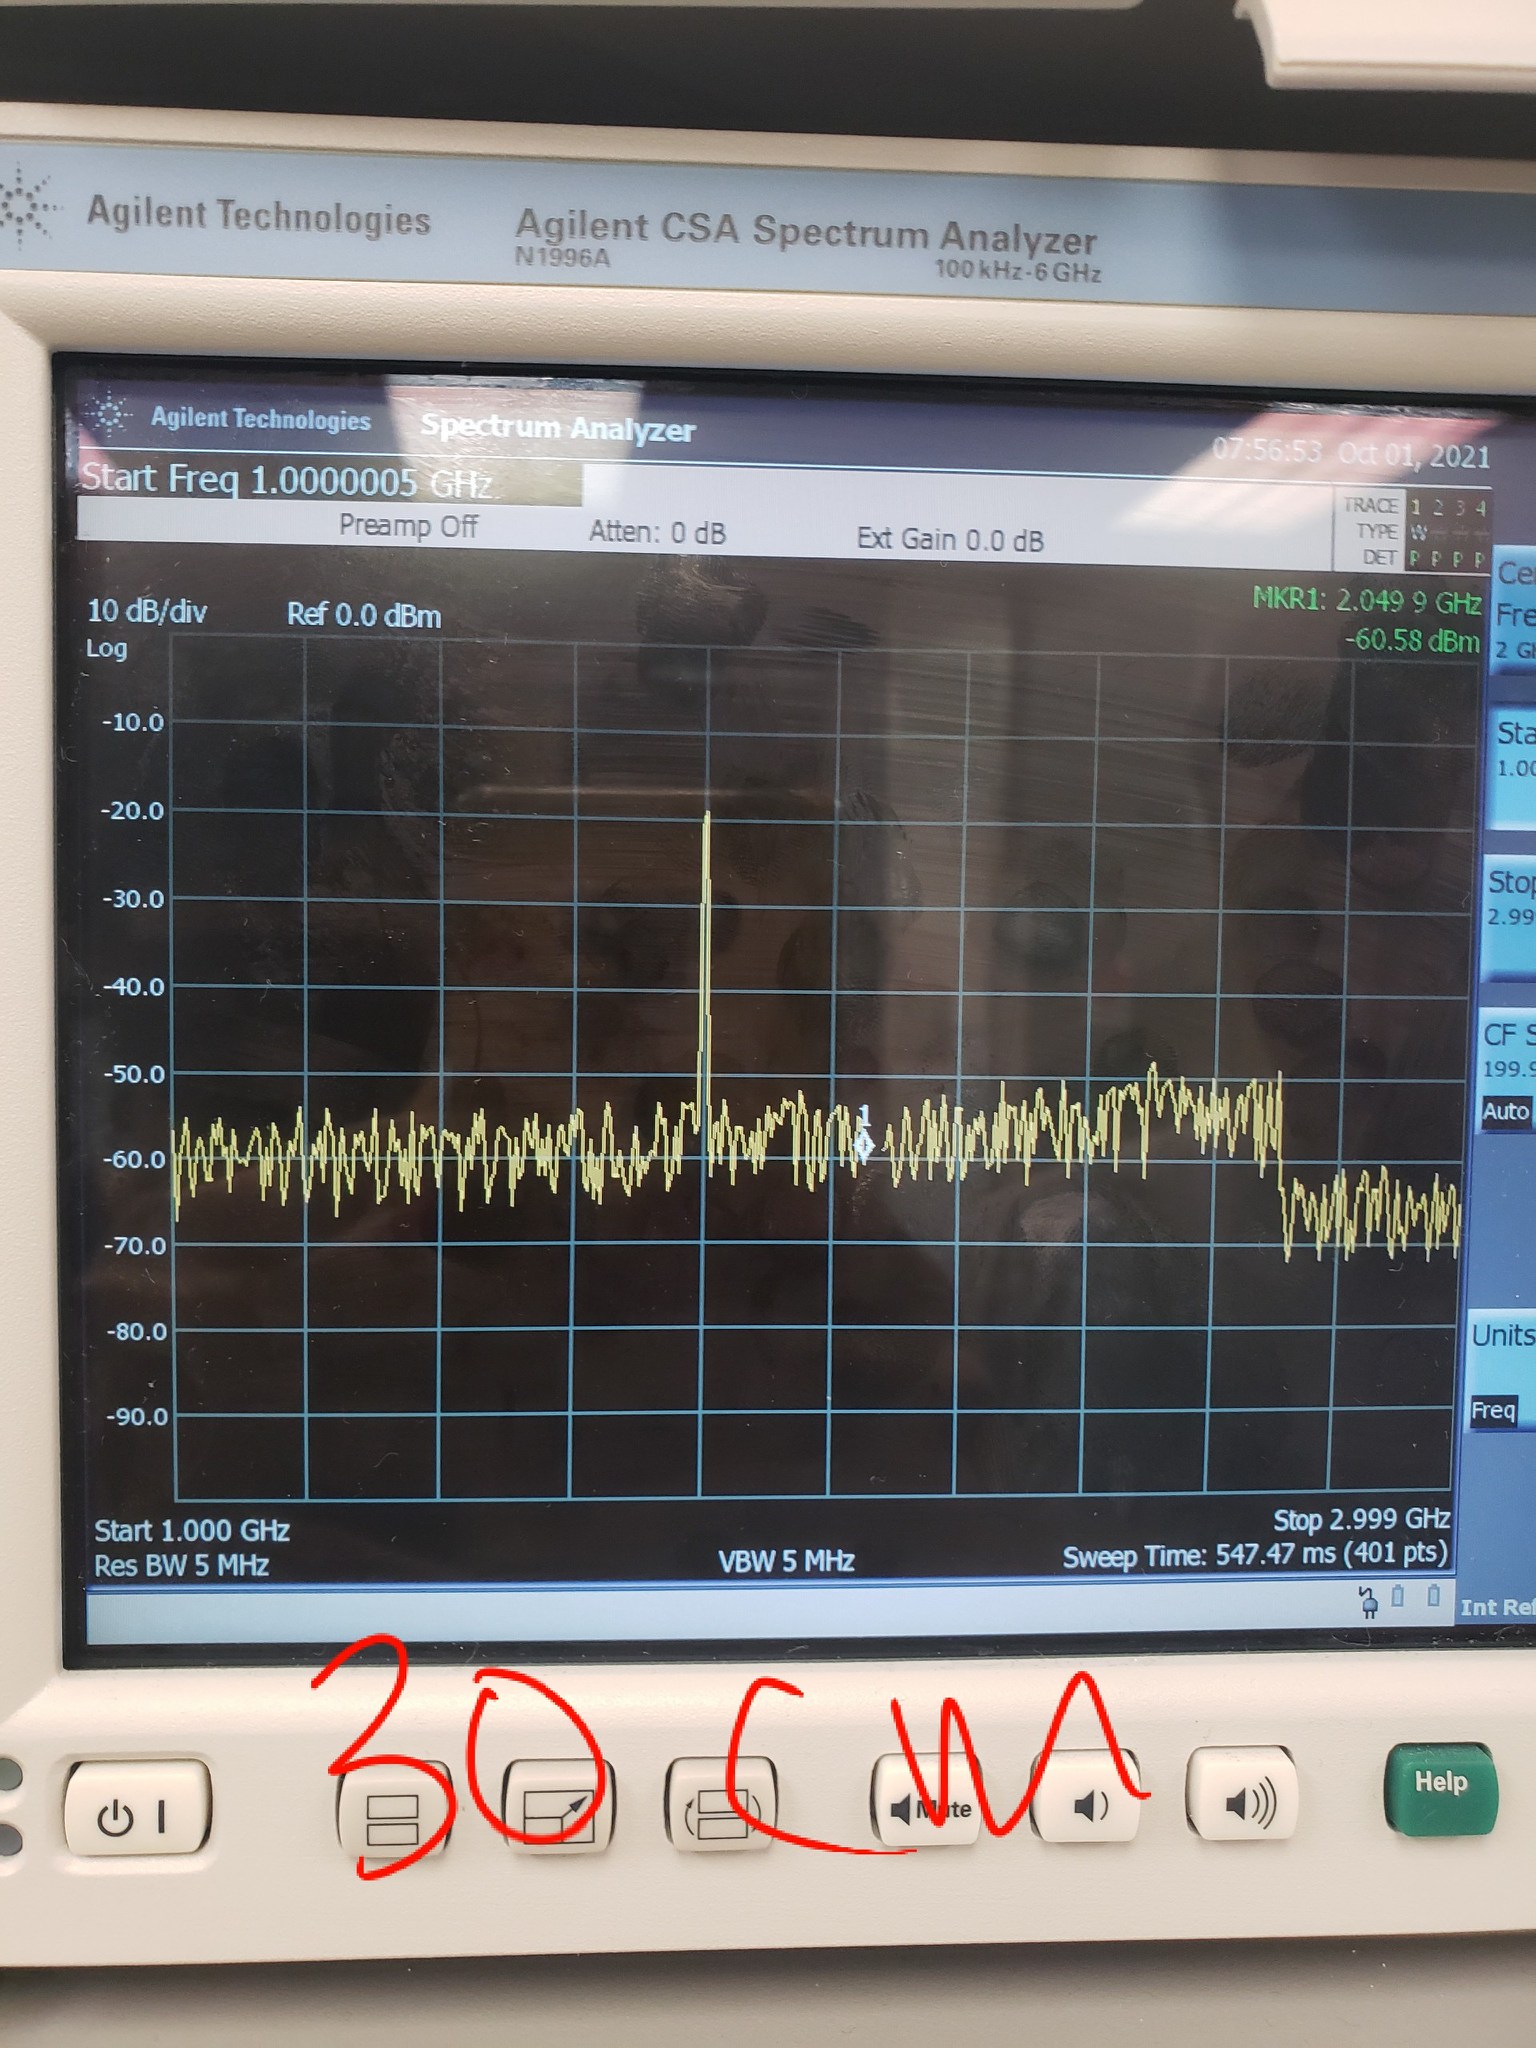 Agilent Technologies
Agilent CSA Spectrum Analyzer
N1996A
100 kHz-6 GHz
Agilent Technologies Spectrum Analyzer
07:56:53 Oct 01, 2021
Start Freq 1.0000005 GHz
Preamp Off Atten: 0 dB Ext Gain 0.0 dB
TRACE 1 2 3 4
TYPE W
DET P P P P
MKR1: 2.049 9 GHz
-60.58 dBm
10 dB/div Ref 0.0 dBm
Log
-10.0
-20.0
-30.0
-40.0
-50.0
1
-60.0
-70.0
-80.0
-90.0
Start 1.000 GHz
Stop 2.999 GHz
Res BW 5 MHz VBW 5 MHz Sweep Time: 547.47 ms (401 pts)
Auto
Units
Freq
Int
30 cm
Mute
Help